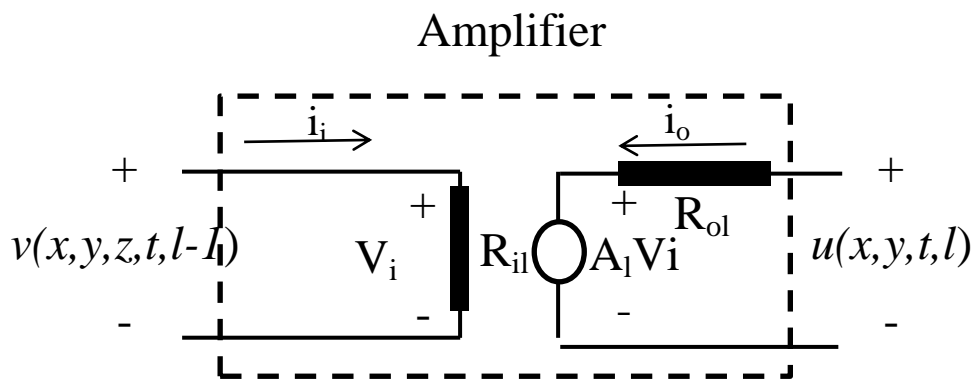 Amplifier
i_i i_o
+ +
+ + R_ol
v(x,y,z,t,l-1) V_i R_il A_lVi u(x,y,t,l)
- - - -